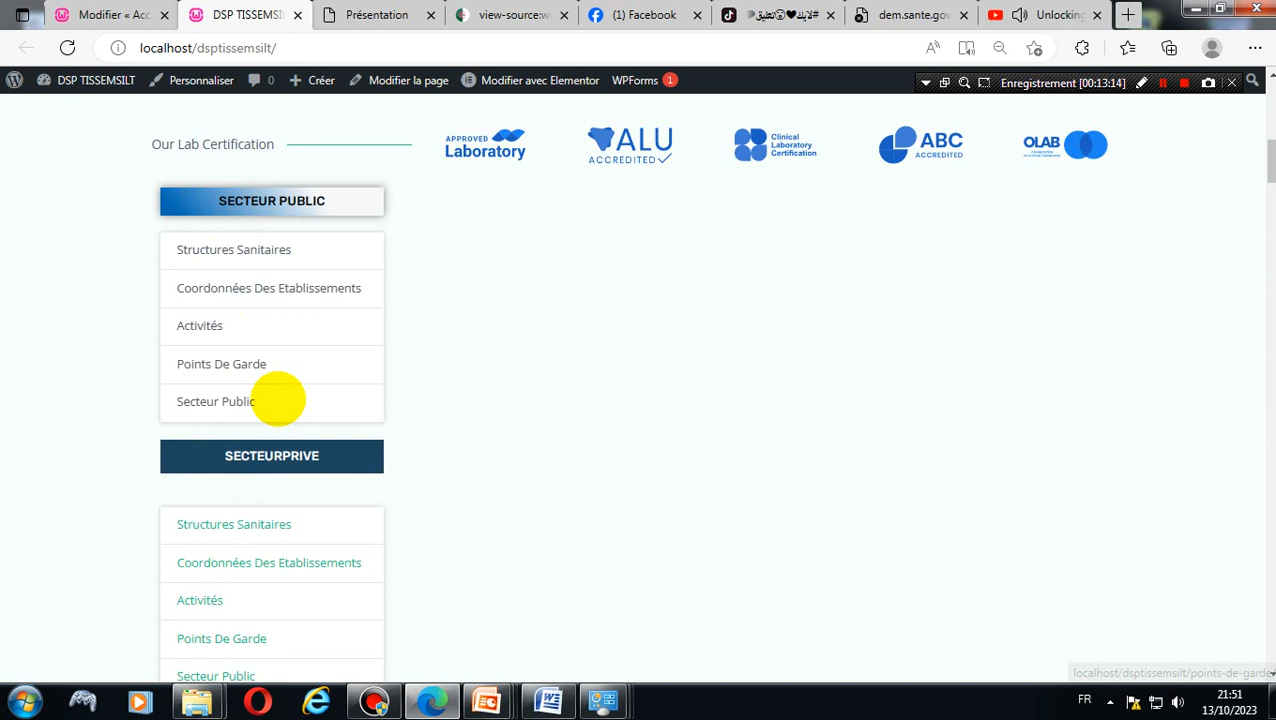 Modifier « Acc
DSP TISSEMSIL
Présentation
view-source:w
(1) Facebook
dem.sante.gov
Unlocking
localhost/dsptissemsilt/
DSP TISSEMSILT
Personnaliser
0
Créer
Modifier la page
Modifier avec Elementor
WPForms 1
Enregistrement [00:13:14]
Our Lab Certification
APPROVED
Laboratory
ALU
ACCREDITED
Clinical
Laboratory
Certification
ABC
ACCREDITED
OLAB
SECTEUR PUBLIC
Structures Sanitaires
Coordonnées Des Etablissements
Activités
Points De Garde
Secteur Public
SECTEURPRIVE
Structures Sanitaires
Coordonnées Des Etablissements
Activités
Points De Garde
Secteur Public
localhost/dsptissemsilt/points-de-garde
FR
21:51
13/10/2023